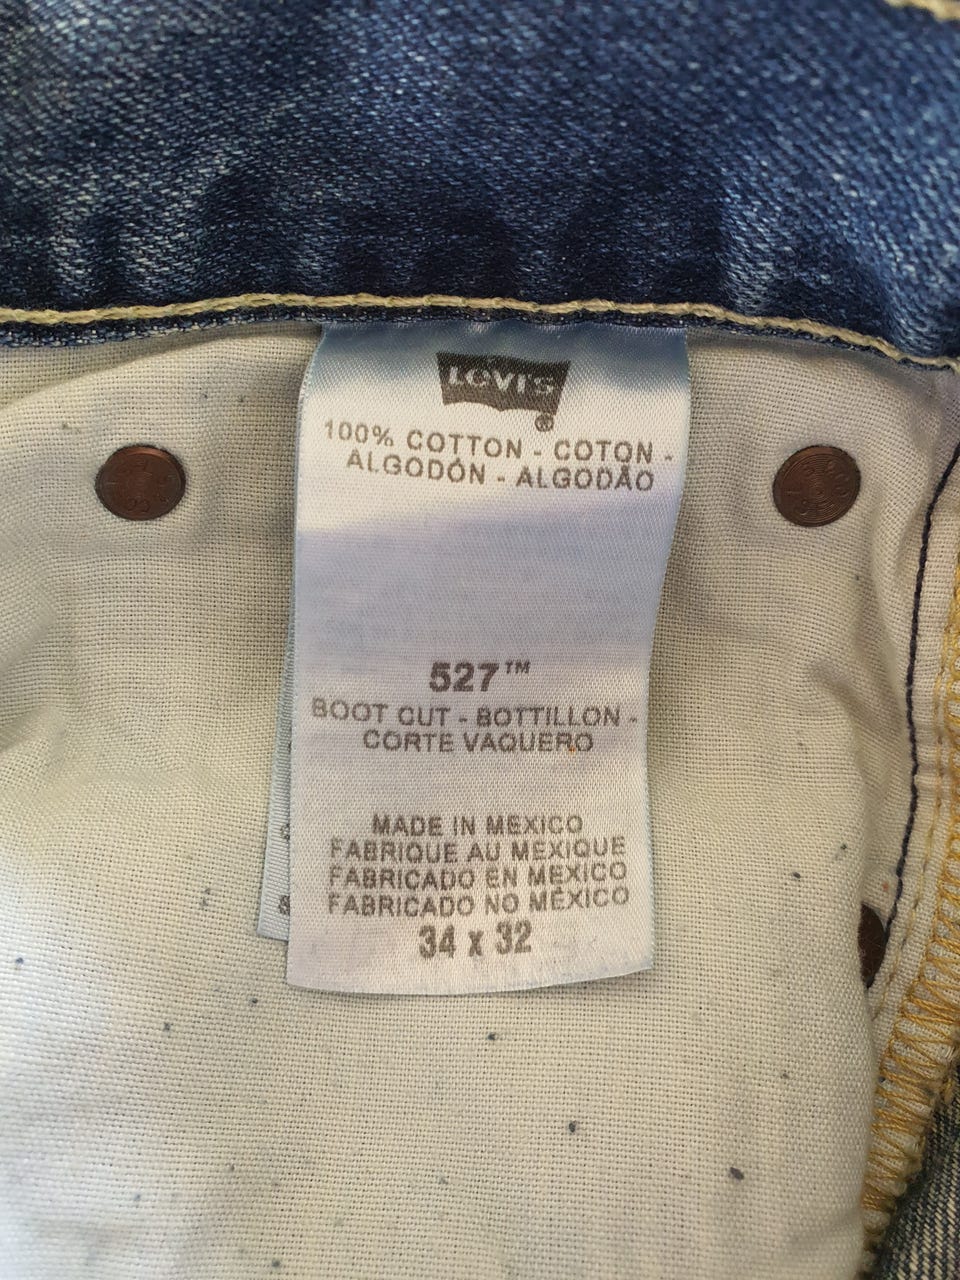 LEVI'S
®
100% COTTON - COTON -
ALGODÓN - ALGODÃO
527™
BOOT CUT - BOTTILLON -
CORTE VAQUERO
MADE IN MEXICO
FABRIQUE AU MEXIQUE
FABRICADO EN MEXICO
FABRICADO NO MÉXICO
34 x 32